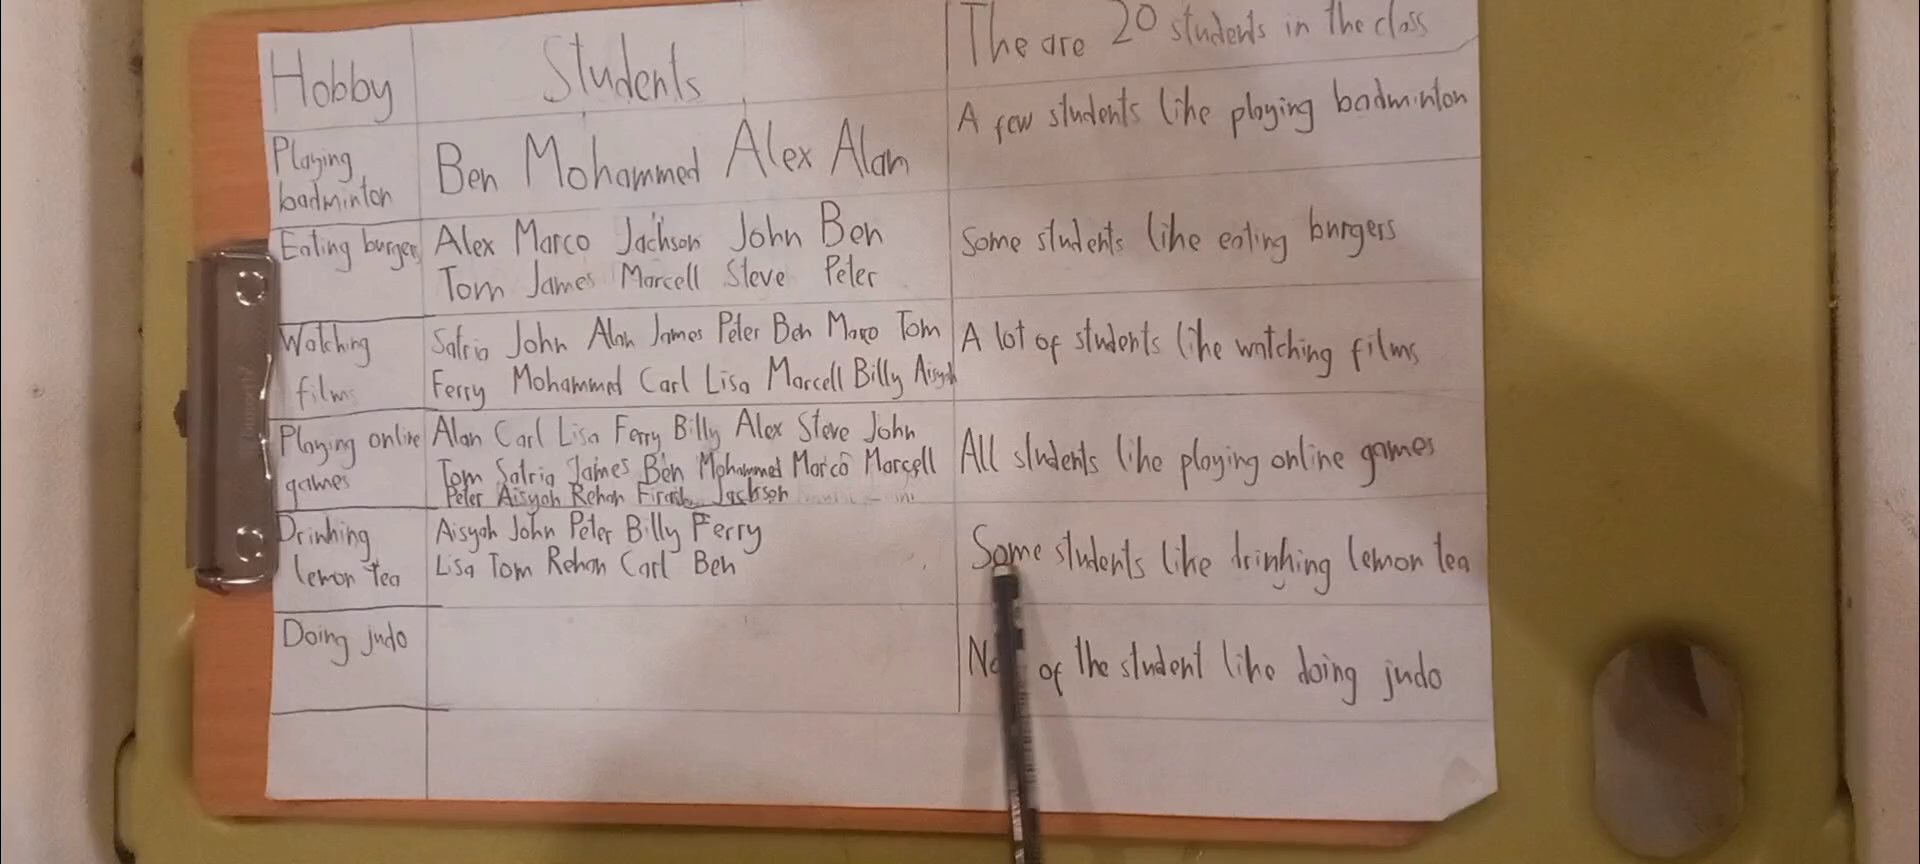 The are 20 students in the class
Hobby Students
Playing badminton
Ben Mohammed Alex Alan
A few students like playing badminton
Eating burgers
Alex Marco Jackson John Ben
Tom James Marcell Steve Peter
Some students like eating burgers
Watching films
Satria John Alan James Peter Ben Marco Tom
Ferry Mohammed Carl Lisa Marcell Billy Aisyah
A lot of students like watching films
Playing online games
Alan Carl Lisa Ferry Billy Alex Steve John
Tom Satria James Ben Mohammed Marco Marcell
Peter Aisyah Rehan Jackson
All students like playing online games
Drinking lemon tea
Aisyah John Peter Billy Ferry
Lisa Tom Rehan Carl Ben
Some students like drinking lemon tea
Doing judo
of the student like doing judo